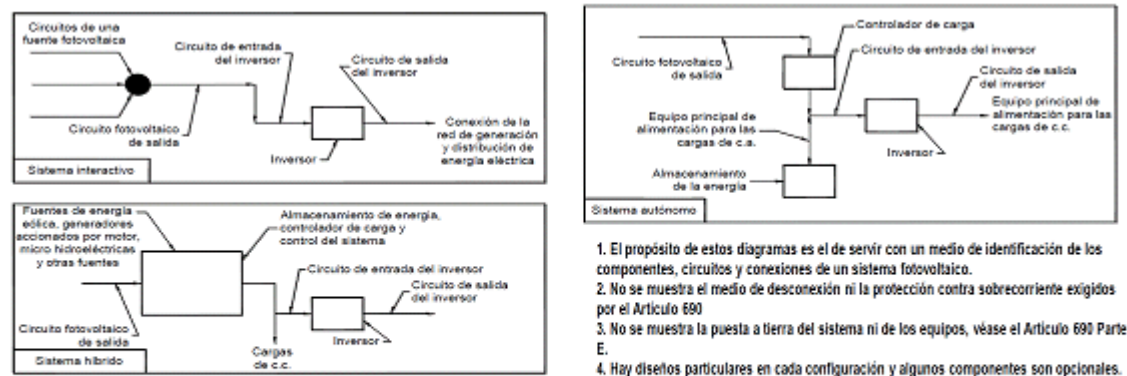 Circuitos de una
fuente fotovoltaica
Circuito de entrada
del inversor
Circuito de salida
del inversor
Circuito fotovoltaico
de salida
Inversor
Conexión de la
red de generación
y distribución de
energía eléctrica
Sistema interactivo
Fuentes de energía
eólica, generadores
accionados por motor,
micro hidroeléctricas
y otras fuentes
Almacenamiento de energía,
controlador de carga y
control del sistema
Circuito de entrada del inversor
Circuito de salida
del inversor
Circuito fotovoltaico
de salida
Inversor
Cargas
de c.c.
Sistema híbrido
Controlador de carga
Circuito fotovoltaico
de salida
Circuito de entrada del inversor
Circuito de salida
del inversor
Equipo principal de
alimentación para las
cargas de c.a.
Equipo principal de
alimentación para las
cargas de c.c.
Inversor
Almacenamiento
de la energía
Sistema autónomo
1. El propósito de estos diagramas es el de servir con un medio de identificación de los
componentes, circuitos y conexiones de un sistema fotovoltaico.
2. No se muestra el medio de desconexión ni la protección contra sobrecorriente exigidos
por el Artículo 690
3. No se muestra la puesta a tierra del sistema ni de los equipos, véase el Artículo 690 Parte
E.
4. Hay diseños particulares en cada configuración y algunos componentes son opcionales.